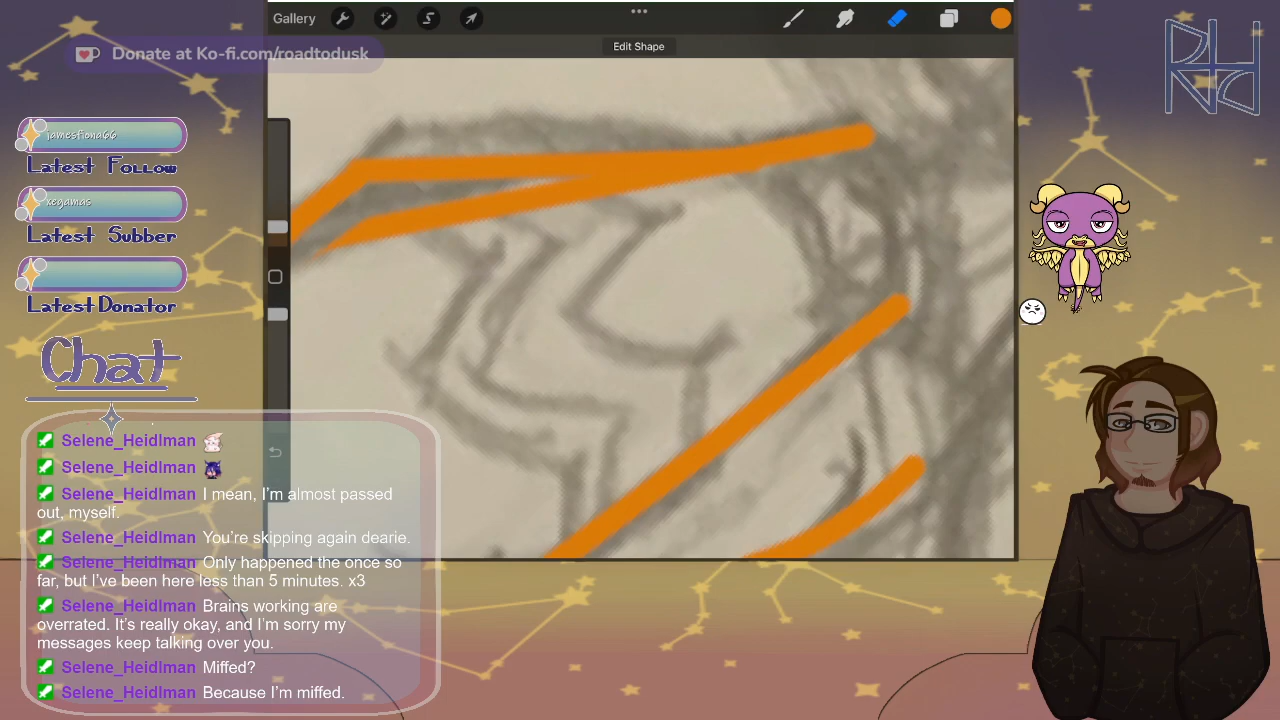 Gallery
Edit Shape
Donate at Ko-fi.com/roadtodusk
jamesfiona66
Latest Follow
xegamas
Latest Subber
Latest Donator
Chat
Selene_Heidlman
Selene_Heidlman
Selene_Heidlman I mean, I'm almost passed
out, myself.
Selene_Heidlman You're skipping again dearie.
Selene_Heidlman Only happened the once so
far, but I've been here less than 5 minutes. x3
Selene_Heidlman Brains working are
overrated. It's really okay, and I'm sorry my
messages keep talking over you.
Selene_Heidlman Miffed?
Selene_Heidlman Because I'm miffed.